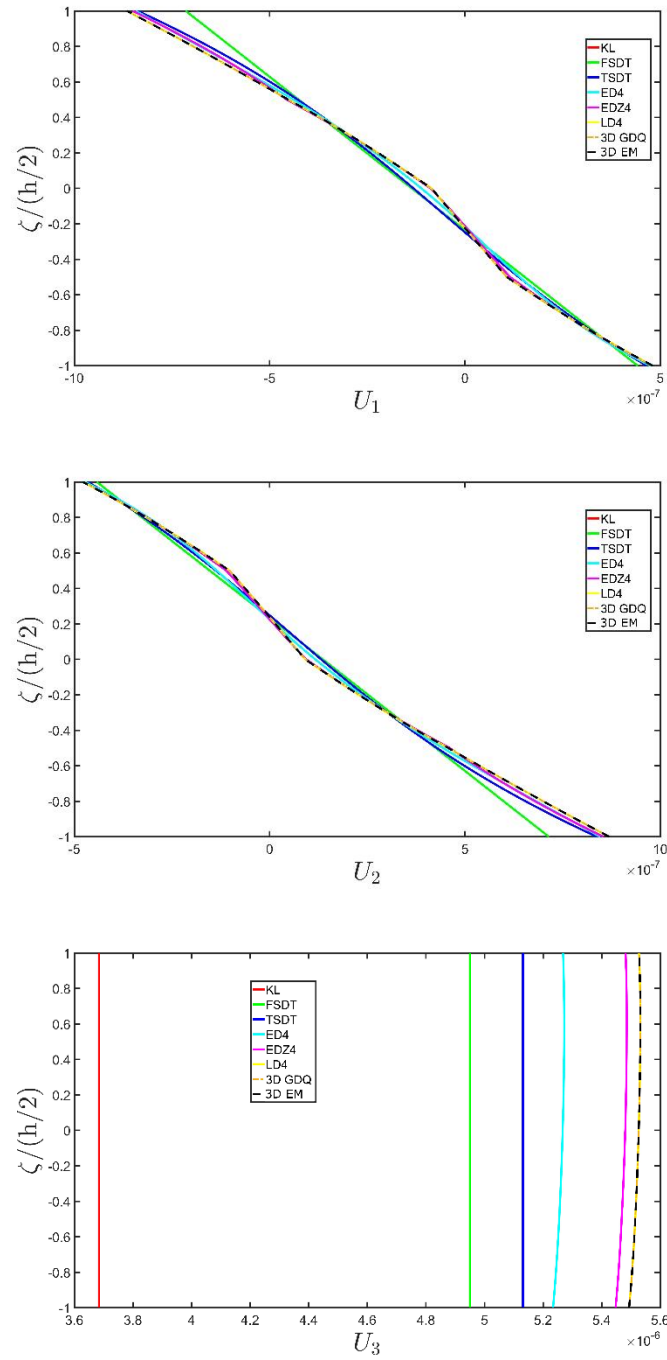 1
0.8
0.6
0.4
0.2
0
-0.2
-0.4
-0.6
-0.8
-1
ζ/(h/2)
KL
FSDT
TSDT
ED4
EDZ4
LD4
3D GDQ
3D EM
-10 -5 0 5
×10⁻⁷
U₁
1
0.8
0.6
0.4
0.2
0
-0.2
-0.4
-0.6
-0.8
-1
ζ/(h/2)
KL
FSDT
TSDT
ED4
EDZ4
LD4
3D GDQ
3D EM
-5 0 5 10
×10⁻⁷
U₂
1
0.8
0.6
0.4
0.2
0
-0.2
-0.4
-0.6
-0.8
-1
ζ/(h/2)
KL
FSDT
TSDT
ED4
EDZ4
LD4
3D GDQ
3D EM
3.6 3.8 4 4.2 4.4 4.6 4.8 5 5.2 5.4 5.6
×10⁻⁶
U₃